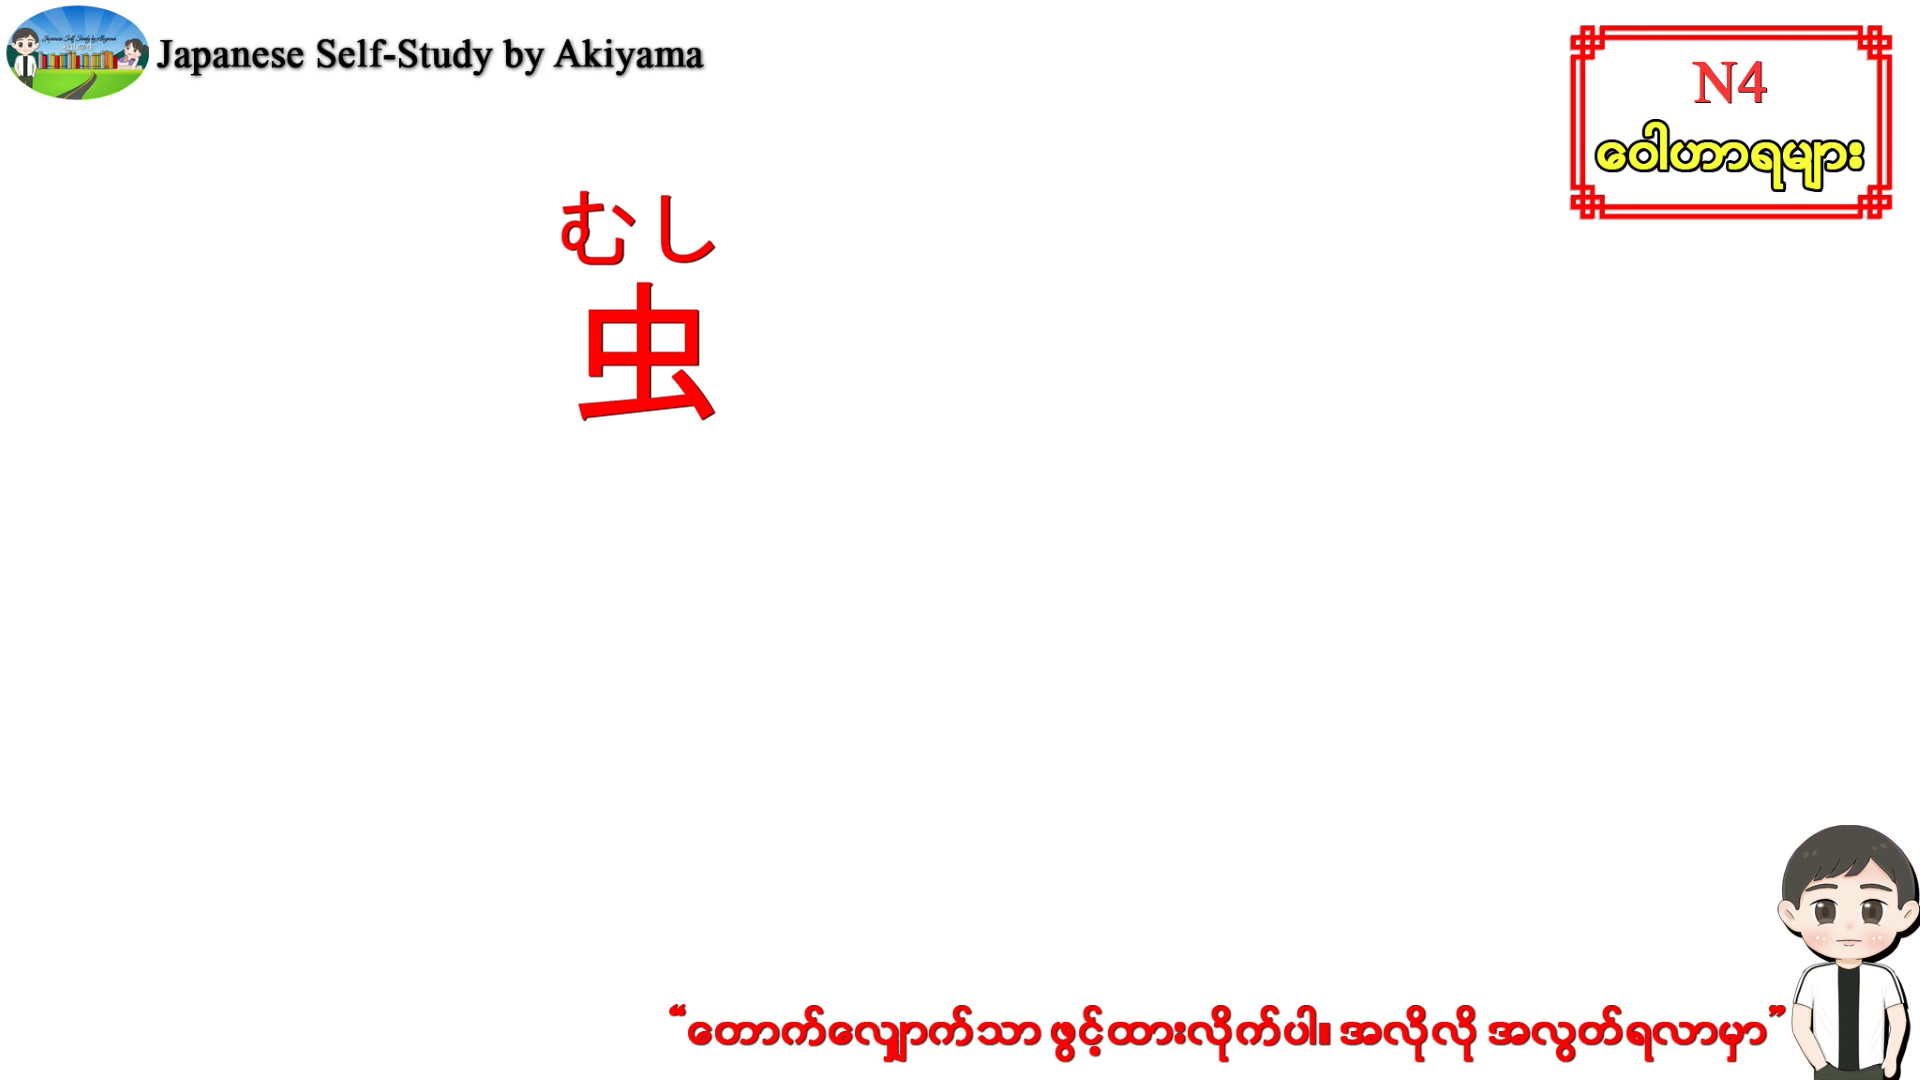 Japanese Self-Study by Akiyama
N4
ဝေါဟာရများ
むし
虫
“တောက်လျှောက်သာ ဖွင့်ထားလိုက်ပါ။ အလိုလို အလွတ်ရလာမှာ”